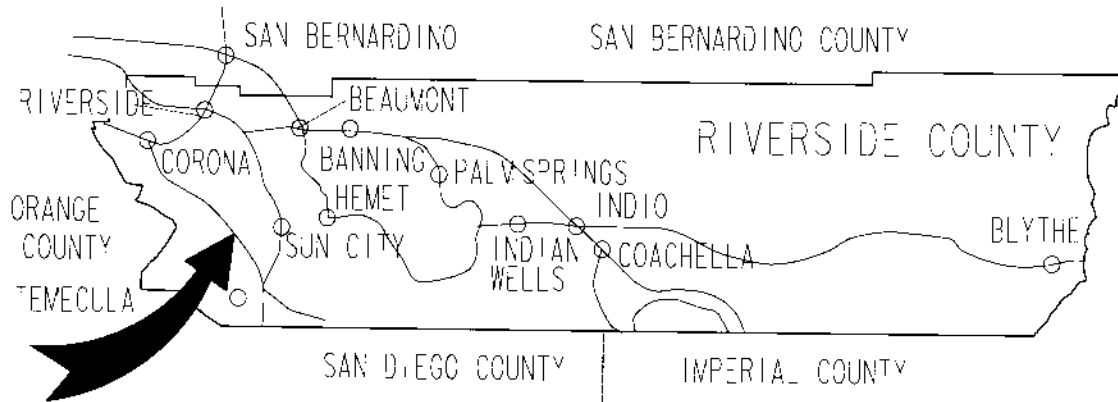 SAN BERNARDINO
SAN BERNARDINO COUNTY
RIVERSIDE
BEAUMONT
RIVERSIDE COUNTY
CORONA
BANNING
PALM SPRINGS
HEMET
ORANGE
COUNTY
SUN CITY
INDIO
INDIAN
WELLS
COACHELLA
BLYTHE
TEMECULA
SAN DIEGO COUNTY
IMPERIAL COUNTY